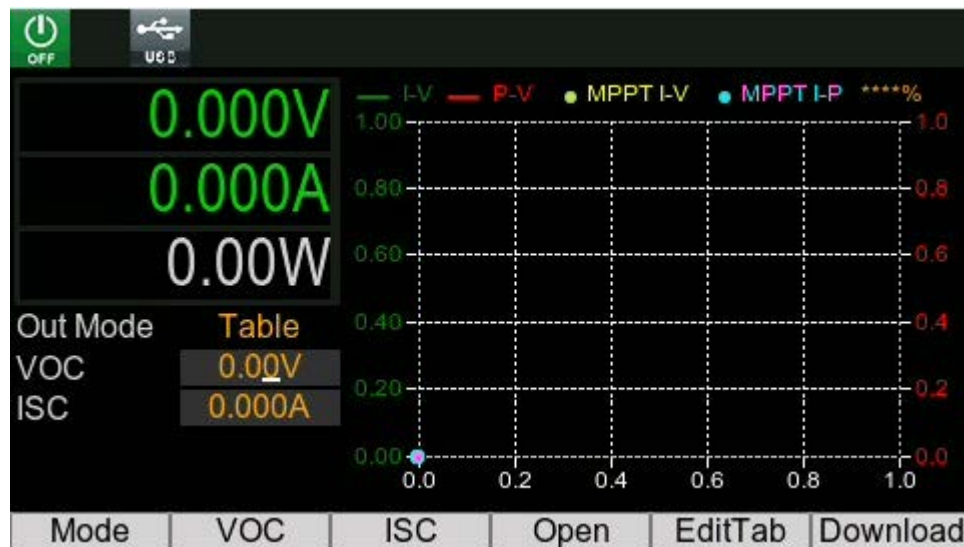 OFF
USB
0.000V
0.000A
0.00W
Out Mode Table
VOC 0.00V
ISC 0.000A
I-V P-V MPPT I-V MPPT I-P ****%
1.00 1.0
0.80 0.8
0.60 0.6
0.40 0.4
0.20 0.2
0.00 0.0
0.0 0.2 0.4 0.6 0.8 1.0
Mode VOC ISC Open EditTab Download